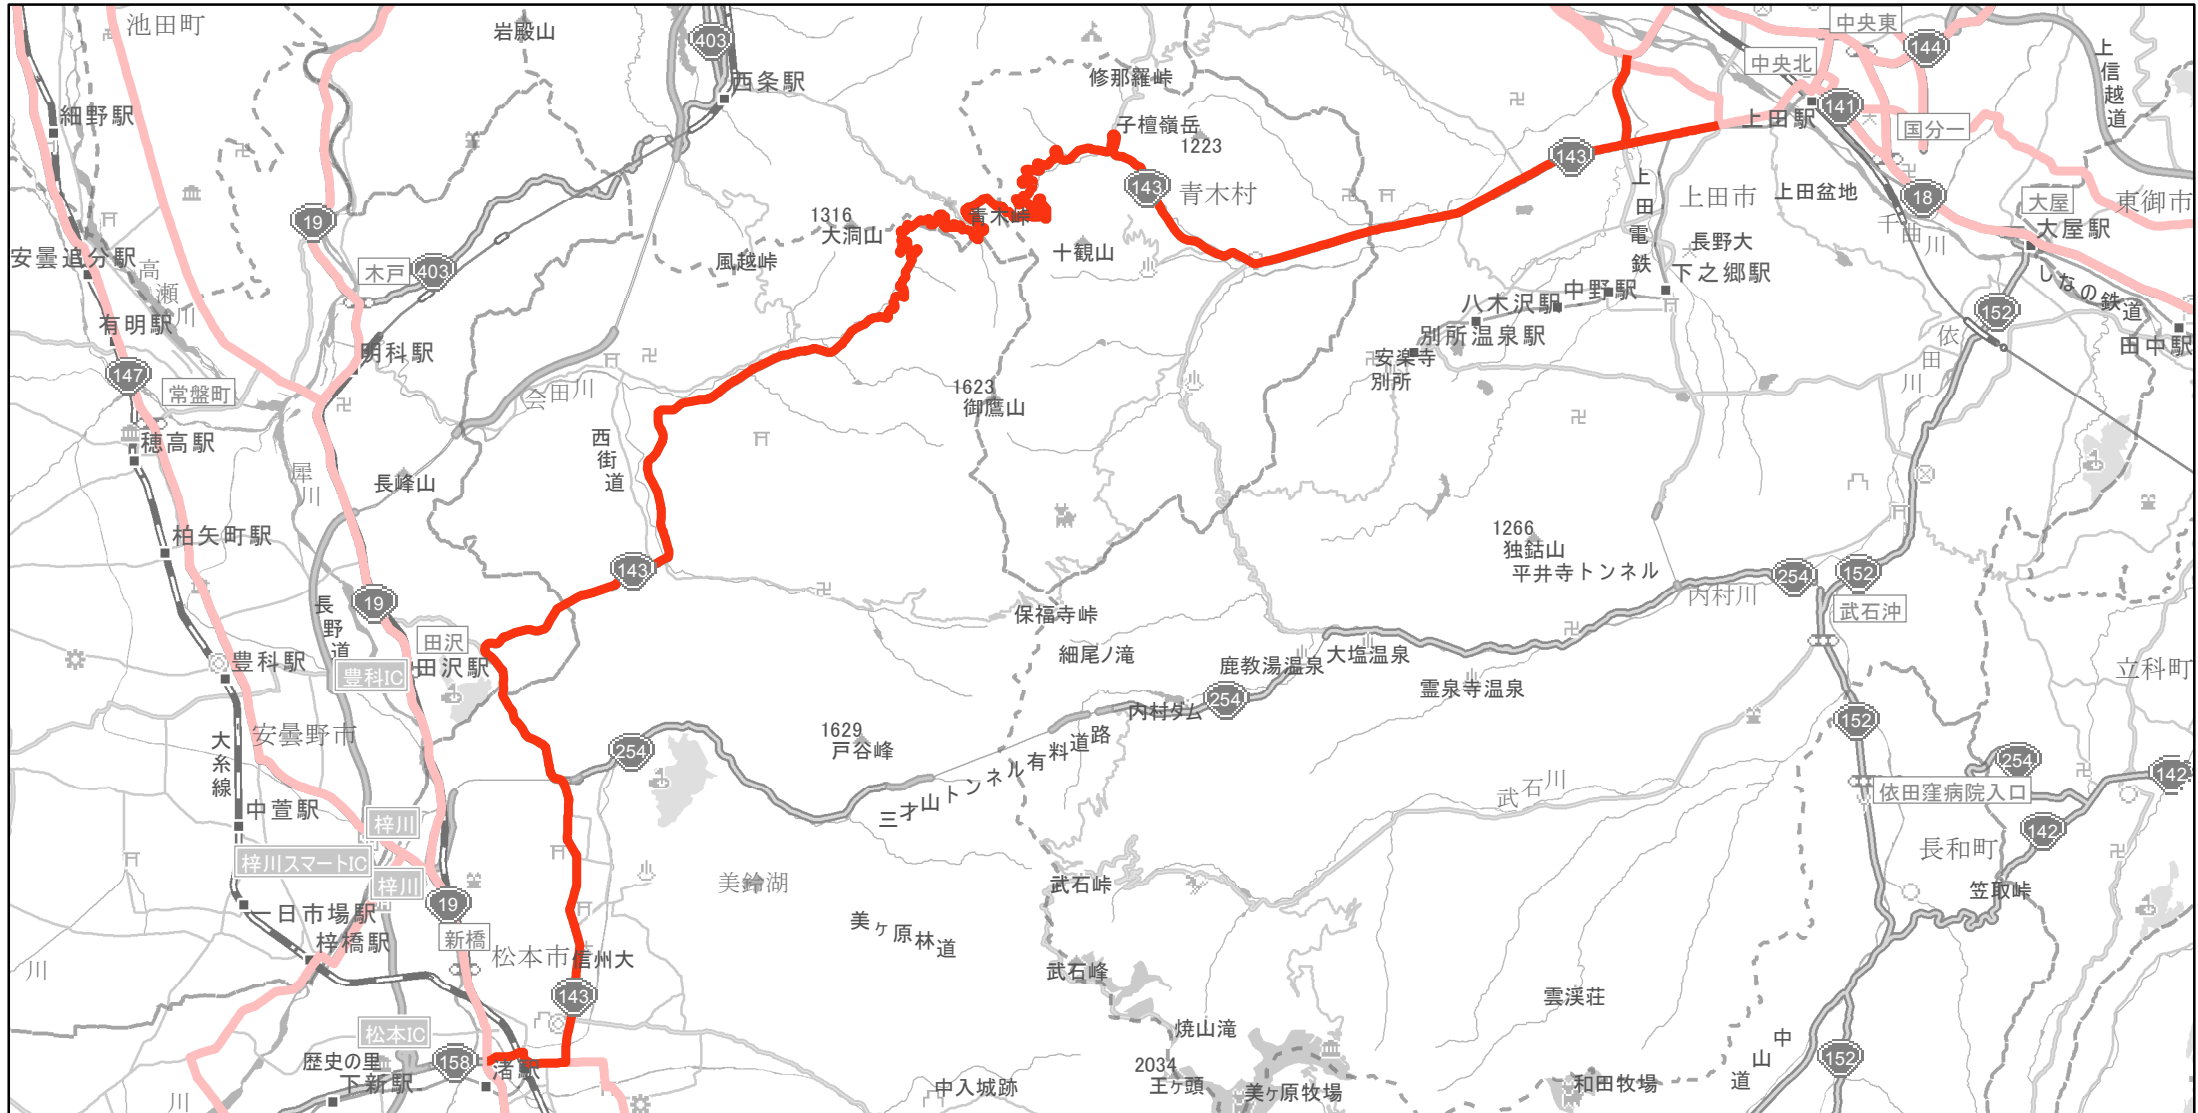 池田町
岩殿山
403
西条駅
修那羅峠
中央東
144
中央北
上信越道
細野駅
子檀嶺岳
1223
上田駅
141
国分一
19
143
143
青木村
上田電鉄
上田市
上田盆地
18
大屋
東御市
1316
大洞山
青木峠
千曲川
大屋駅
安曇追分駅
高瀬川
木戸
403
風越峠
十観山
長野大
下之郷駅
しなの鉄道
有明駅
中野駅
八木沢駅
152
依田川
明科駅
別所温泉駅
田中駅
147
常盤町
会田川
安楽寺
別所
1623
御鷹山
穂高駅
西街道
犀川
長峰山
柏矢町駅
1266
独鈷山
平井寺トンネル
143
254
152
19
長野道
内村川
武石沖
保福寺峠
田沢
田沢駅
豊科駅
豊科IC
細尾ノ滝
鹿教湯温泉
大塩温泉
霊泉寺温泉
立科町
254
内村ダム
152
安曇野市
大糸線
254
1629
戸谷峰
三才山トンネル有料道路
254
142
武石川
依田窪病院入口
中萱駅
梓川
142
長和町
梓川スマートIC
梓川
美鈴湖
武石峠
笠取峠
19
一日市場駅
新橋
美ヶ原林道
梓橋駅
松本市
信州大
川
武石峰
143
雲渓荘
松本IC
焼山滝
中山道
歴史の里
158
渚駅
152
下新駅
2034
王ヶ頭
中入城跡
美ヶ原牧場
和田牧場
川